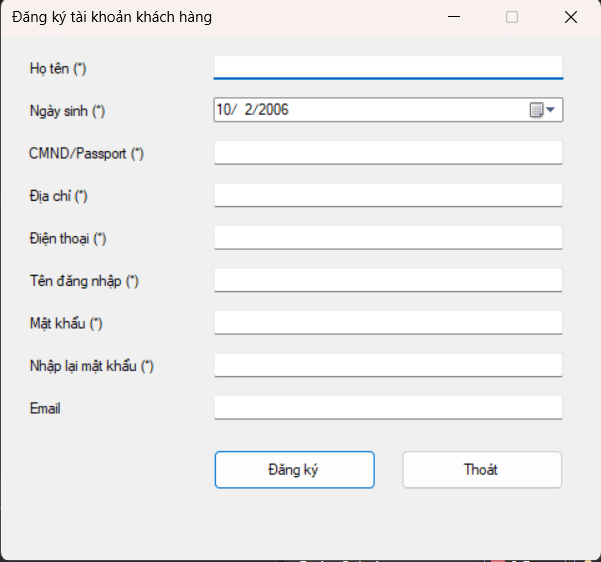 Đăng ký tài khoản khách hàng
Họ tên (*)
Ngày sinh (*) 10/ 2/2006
CMND/Passport (*)
Địa chỉ (*)
Điện thoại (*)
Tên đăng nhập (*)
Mật khẩu (*)
Nhập lại mật khẩu (*)
Email
Đăng ký Thoát